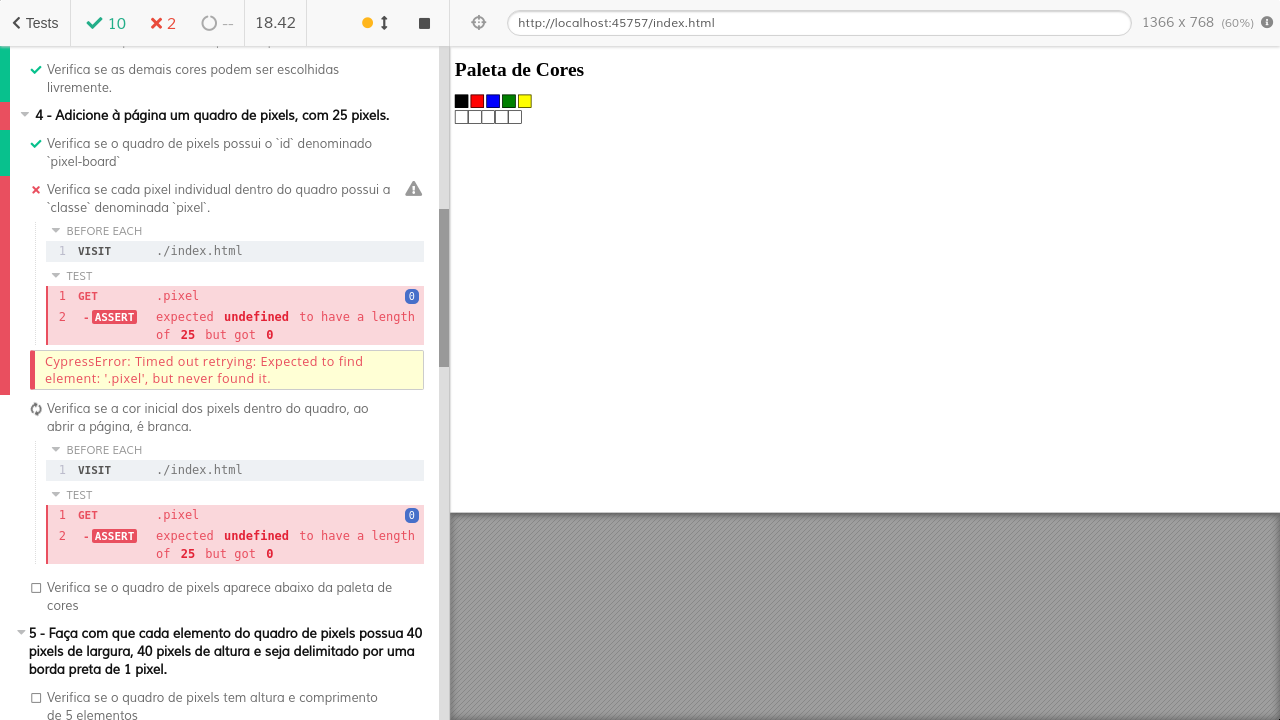 Tests
10
2
--
18.42
http://localhost:45757/index.html
1366 x 768 (60%)
Verifica se as demais cores podem ser escolhidas
livremente.
4 - Adicione à página um quadro de pixels, com 25 pixels.
Verifica se o quadro de pixels possui o `id` denominado
`pixel-board`
Verifica se cada pixel individual dentro do quadro possui a
`classe` denominada `pixel`.
BEFORE EACH
1 VISIT ./index.html
TEST
1 GET .pixel 0
2 -ASSERT expected undefined to have a length
of 25 but got 0
CypressError: Timed out retrying: Expected to find
element: '.pixel', but never found it.
Verifica se a cor inicial dos pixels dentro do quadro, ao
abrir a página, é branca.
BEFORE EACH
1 VISIT ./index.html
TEST
1 GET .pixel 0
2 -ASSERT expected undefined to have a length
of 25 but got 0
Verifica se o quadro de pixels aparece abaixo da paleta de
cores
5 - Faça com que cada elemento do quadro de pixels possua 40
pixels de largura, 40 pixels de altura e seja delimitado por uma
borda preta de 1 pixel.
Verifica se o quadro de pixels tem altura e comprimento
de 5 elementos
Paleta de Cores